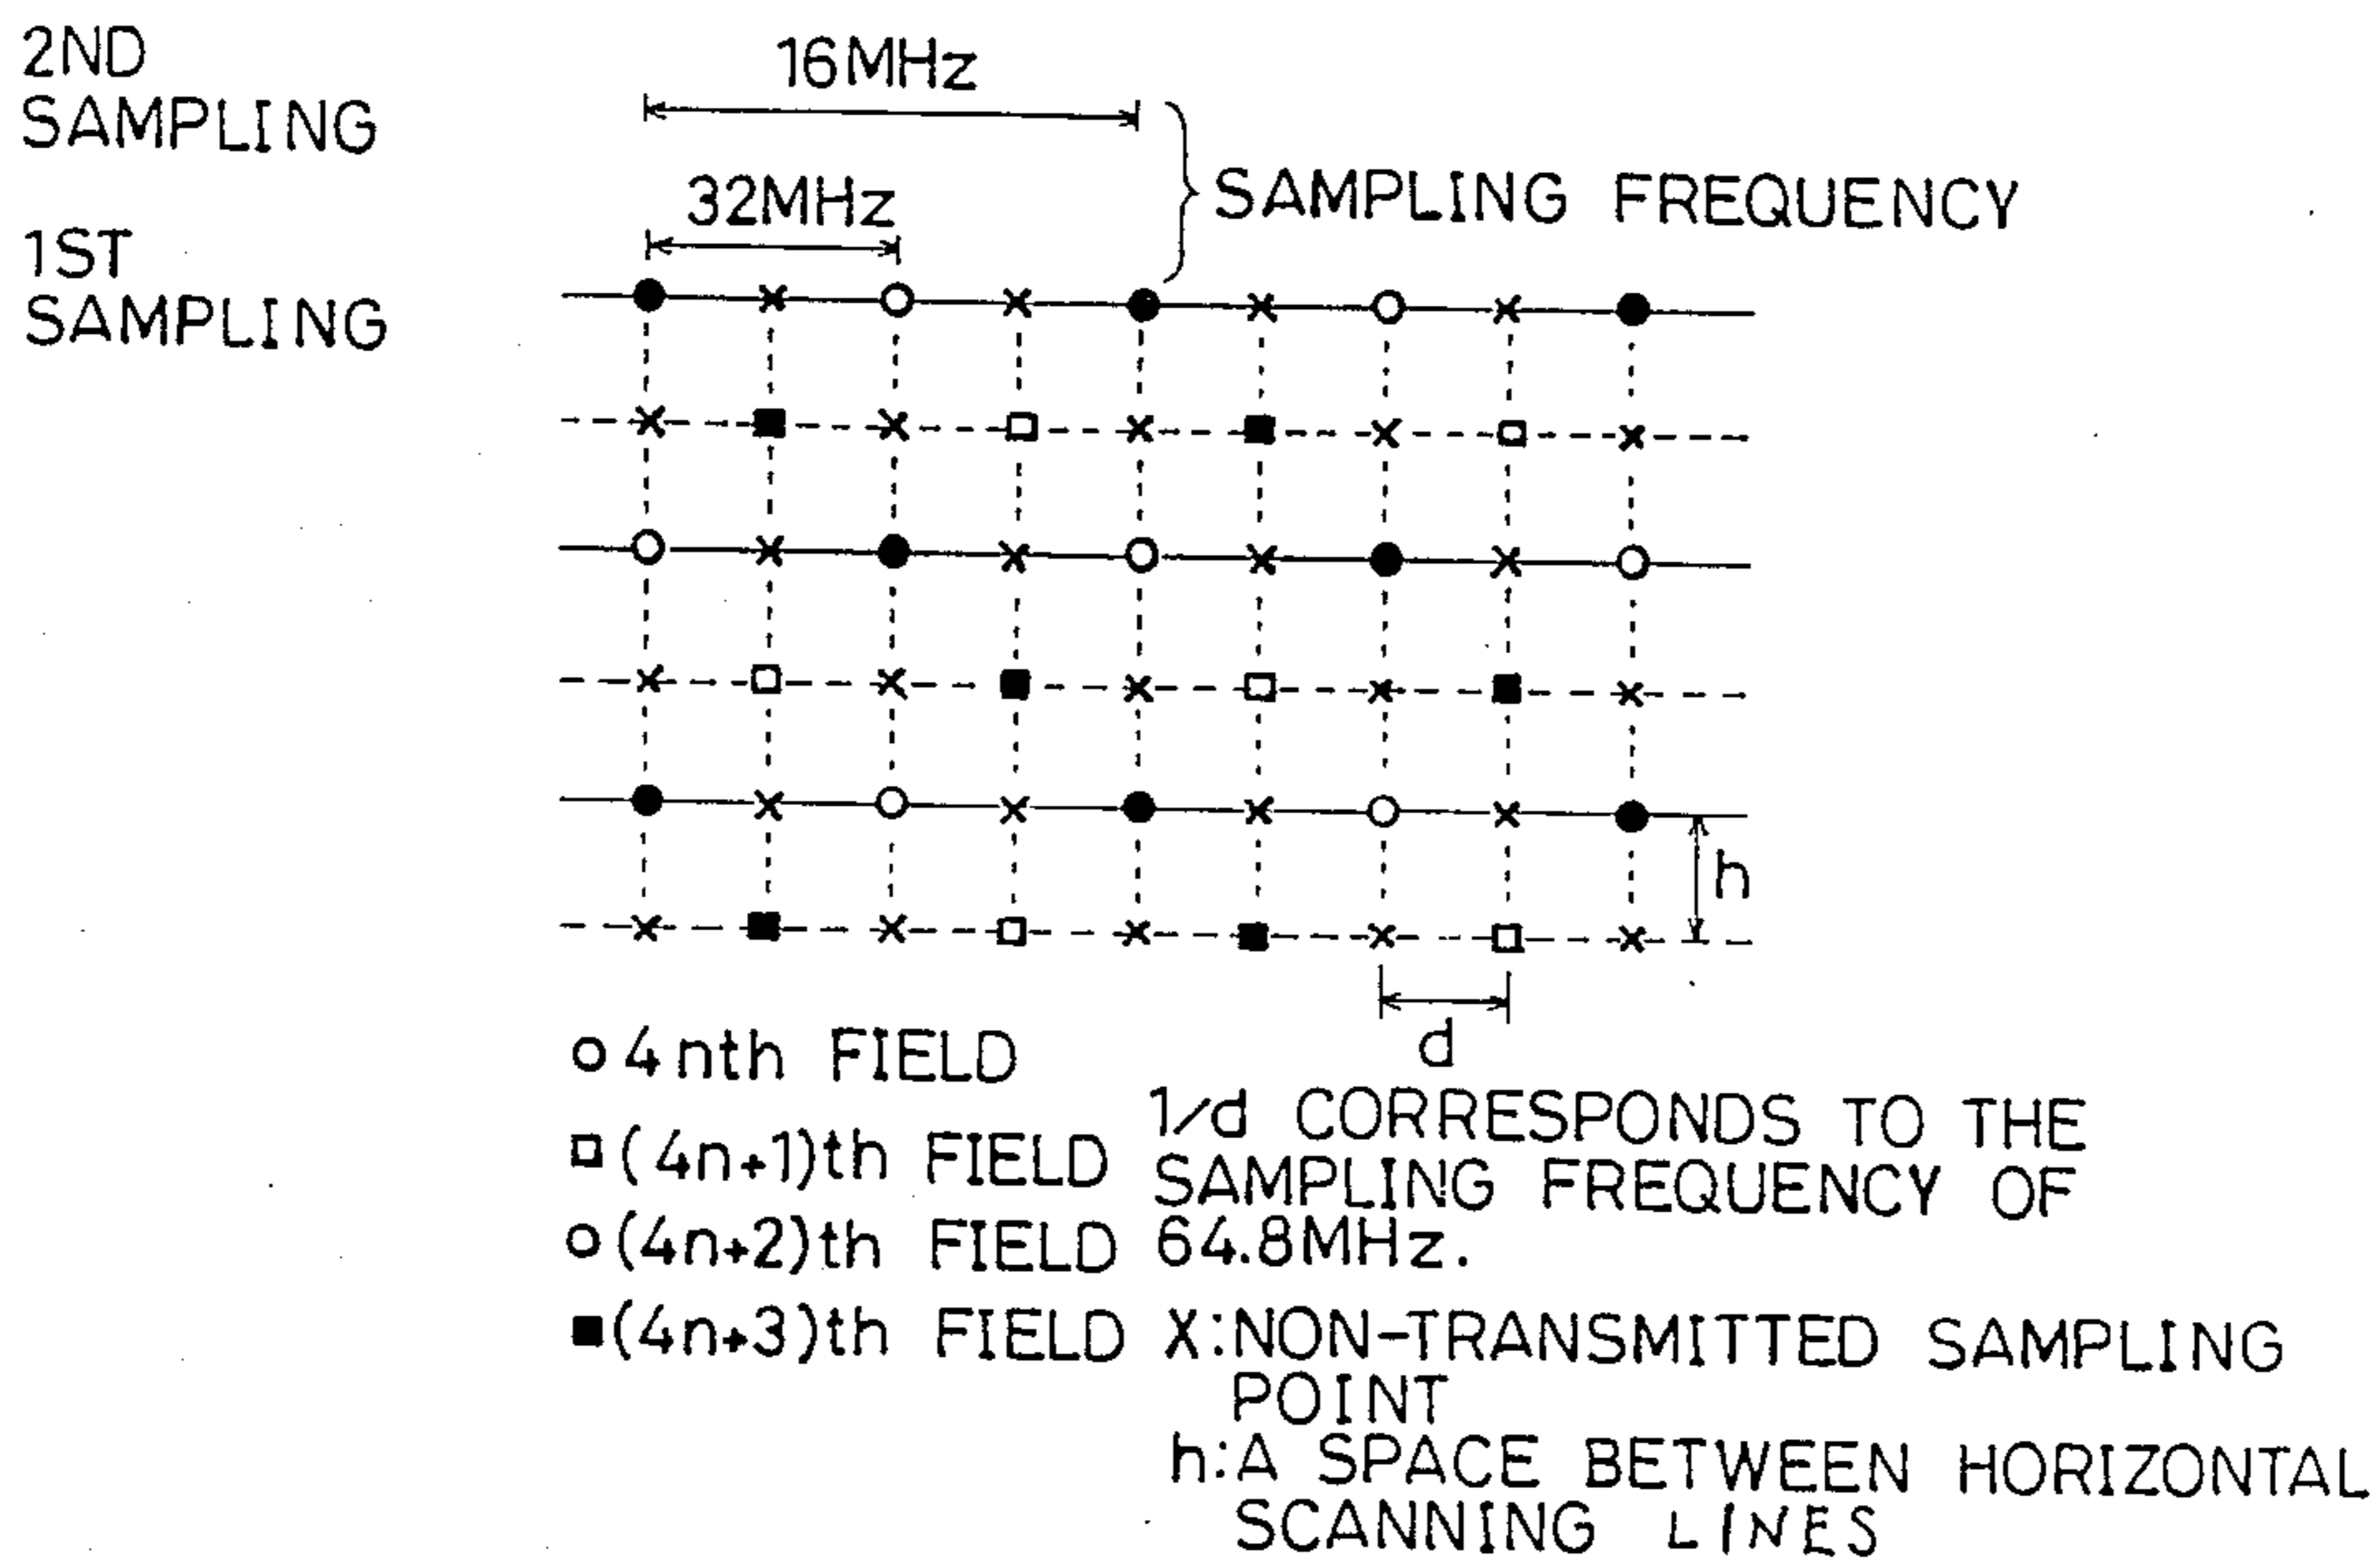 2ND
SAMPLING
16MHz
32MHz
SAMPLING FREQUENCY
1ST
SAMPLING
h
d
○ 4nth FIELD
□ (4n+1)th FIELD
○ (4n+2)th FIELD
■ (4n+3)th FIELD
1/d CORRESPONDS TO THE
SAMPLING FREQUENCY OF
64.8MHz.
X:NON-TRANSMITTED SAMPLING
POINT
h:A SPACE BETWEEN HORIZONTAL
SCANNING LINES